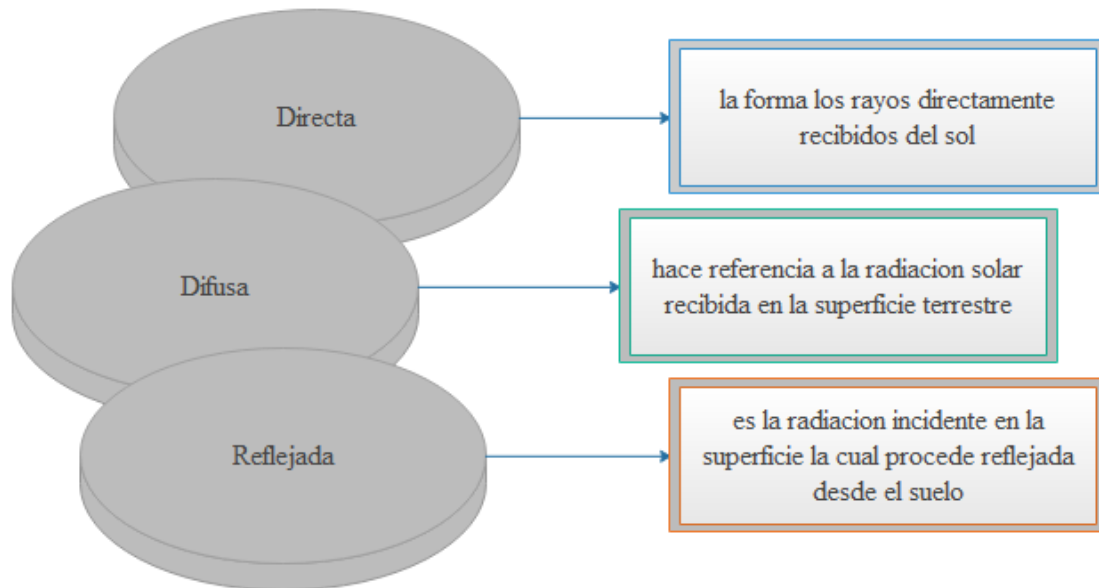 Directa
la forma los rayos directamente
recibidos del sol
Difusa
hace referencia a la radiacion solar
recibida en la superficie terrestre
Reflejada
es la radiacion incidente en la
superficie la cual procede reflejada
desde el suelo